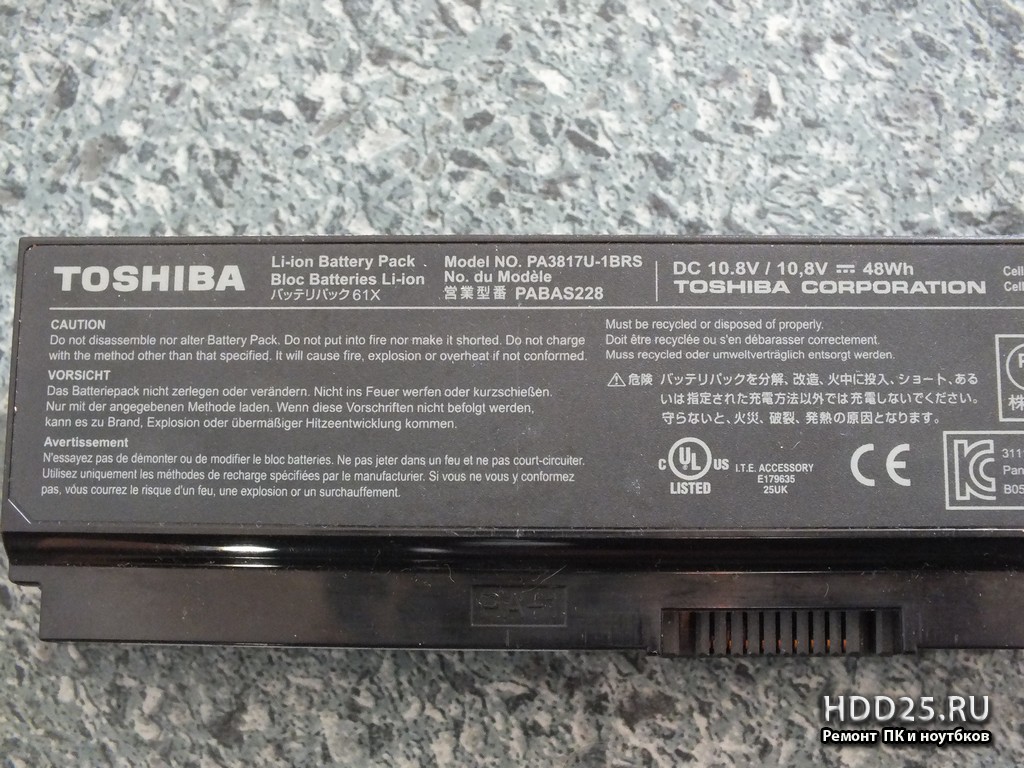 TOSHIBA
Li-ion Battery Pack
Bloc Batteries Li-ion
バッテリパック 61X
Model NO. PA3817U-1BRS
No. du Modèle
営業型番 PABAS228
DC 10.8V / 10,8V ⎓ 48Wh
TOSHIBA CORPORATION
Cell
Cell
CAUTION
Do not disassemble nor alter Battery Pack. Do not put into fire nor make it shorted. Do not charge
with the method other than that specified. It will cause fire, explosion or overheat if not conformed.
VORSICHT
Das Batteriepack nicht zerlegen oder verändern. Nicht ins Feuer werfen oder kurzschießen.
Nur mit der angegebenen Methode laden. Wenn diese Vorschriften nicht befolgt werden,
kann es zu Brand, Explosion oder übermäßiger Hitzeentwicklung kommen.
Avertissement
N'essayez pas de démonter ou de modifier le bloc batteries. Ne pas jeter dans un feu et ne pas court-circuiter.
Utilisez uniquement les méthodes de recharge spécifiées par le manufacturier. Si vous ne vous y conformez
pas, vous courrez le risque d'un feu, une explosion or un surchauffement.
Must be recycled or disposed of properly.
Doit être recyclée ou s'en débarasser correctement.
Muss recycled oder umweltverträglich entsorgt werden.
⚠危険 バッテリパックを分解、改造、火中に投入、ショート、ある
いは指定された充電方法以外では充電しないでください。
守らないと、火災、破裂、発熱の原因となります。
c UL US
LISTED
I.T.E. ACCESSORY
E179635
25UK
CE
株
KC
Pan
B05
HDD25.RU
Ремонт ПК и ноутбков